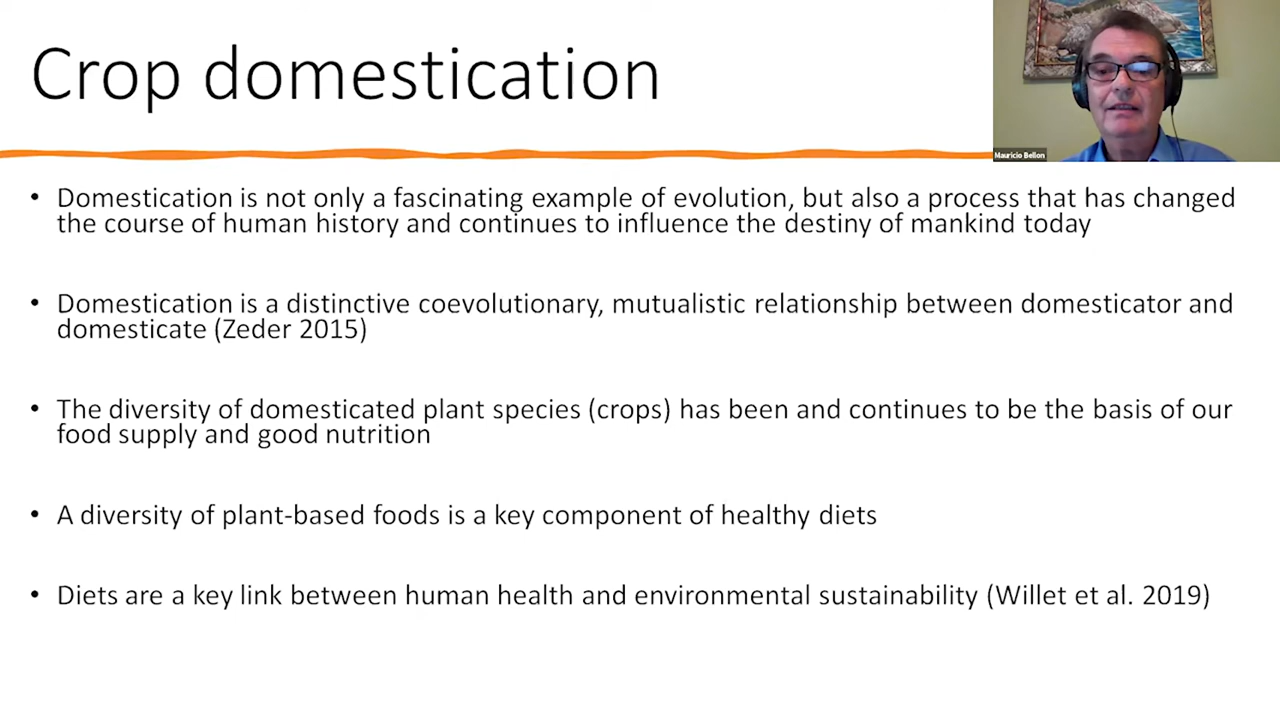 Crop domestication
Mauricio Bellon
• Domestication is not only a fascinating example of evolution, but also a process that has changed
the course of human history and continues to influence the destiny of mankind today
• Domestication is a distinctive coevolutionary, mutualistic relationship between domesticator and
domesticate (Zeder 2015)
• The diversity of domesticated plant species (crops) has been and continues to be the basis of our
food supply and good nutrition
• A diversity of plant-based foods is a key component of healthy diets
• Diets are a key link between human health and environmental sustainability (Willet et al. 2019)